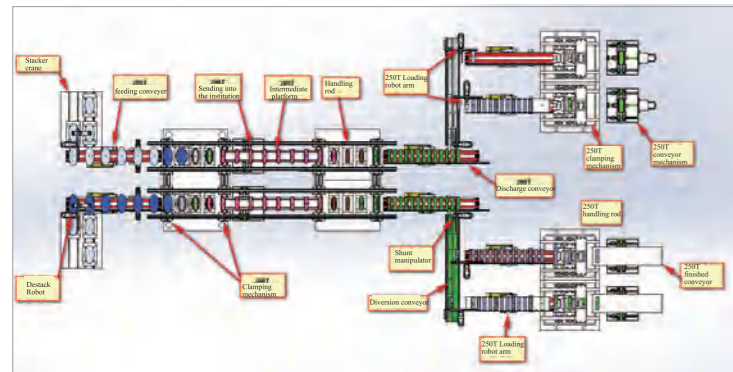 Stacker
crane
feeding conveyer
Sending into
the institution
Intermediate
platform
Handling
rod
250T Loading
robot arm
250T
clamping
mechanism
250T
conveyor
mechanism
Discharge conveyor
250T
handling rod
250T
finished
conveyor
Destack
Robot
Clamping
mechanism
Shunt
manipulator
Diversion conveyor
250T Loading
robot arm